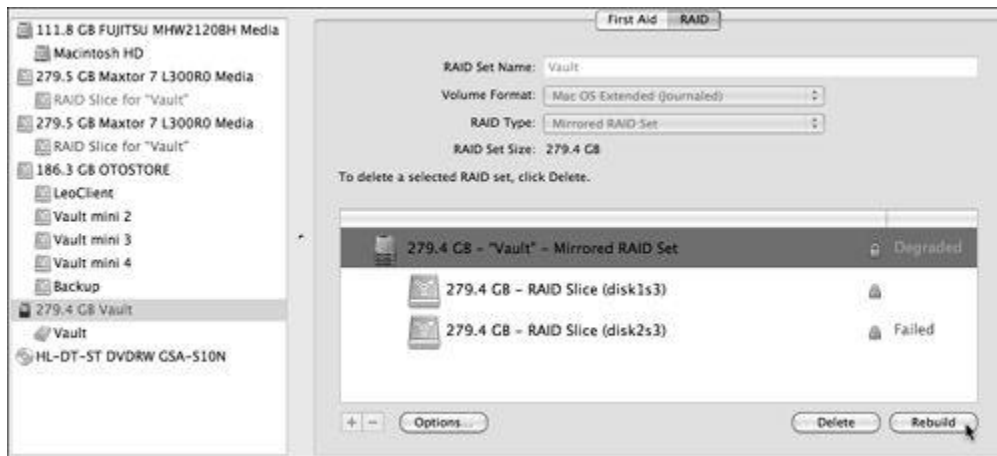 111.8 GB FUJITSU MHW2120BH Media
Macintosh HD
279.5 GB Maxtor 7 L300R0 Media
RAID Slice for "Vault"
279.5 GB Maxtor 7 L300R0 Media
RAID Slice for "Vault"
186.3 GB OTOSTORE
LeoClient
Vault mini 2
Vault mini 3
Vault mini 4
Backup
279.4 GB Vault
Vault
HL-DT-ST DVDRW GSA-S10N
First Aid RAID
RAID Set Name: Vault
Volume Format: Mac OS Extended (Journaled)
RAID Type: Mirrored RAID Set
RAID Set Size: 279.4 GB
To delete a selected RAID set, click Delete.
279.4 GB – "Vault" – Mirrored RAID Set Degraded
279.4 GB – RAID Slice (disk1s3)
279.4 GB – RAID Slice (disk2s3) Failed
+ – Options... Delete Rebuild